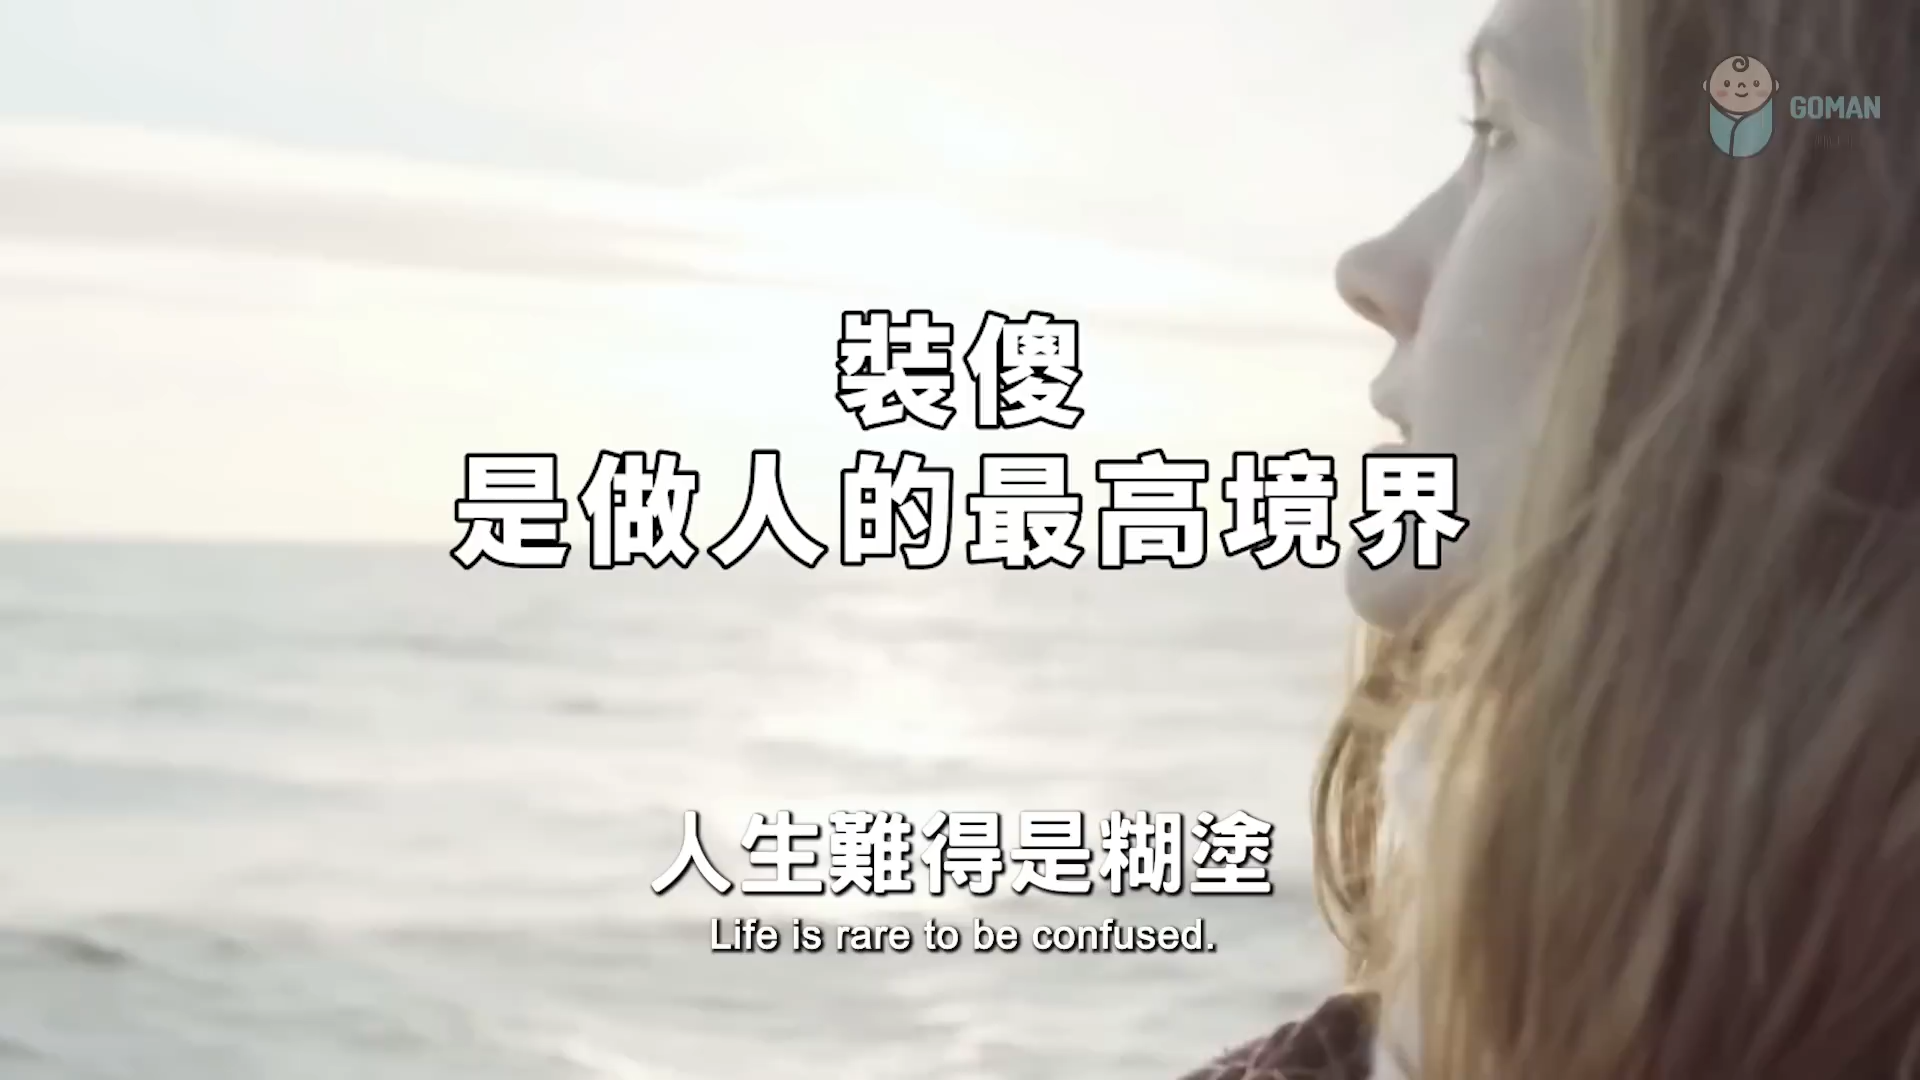 GOMAN
裝傻
是做人的最高境界
人生難得是糊塗
Life is rare to be confused.